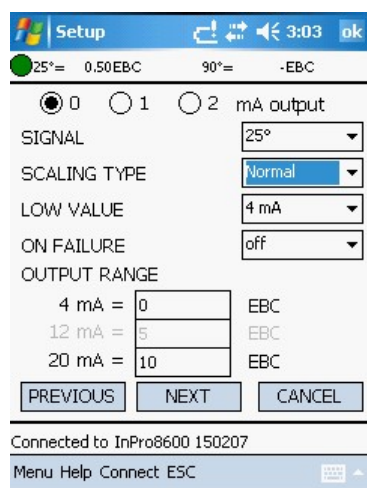 Setup 3:03 ok
25°= 0.50EBC 90°= -EBC
0 1 2 mA output
SIGNAL 25°
SCALING TYPE Normal
LOW VALUE 4 mA
ON FAILURE off
OUTPUT RANGE
4 mA = 0 EBC
12 mA = 5 EBC
20 mA = 10 EBC
PREVIOUS NEXT CANCEL
Connected to InPro8600 150207
Menu Help Connect ESC